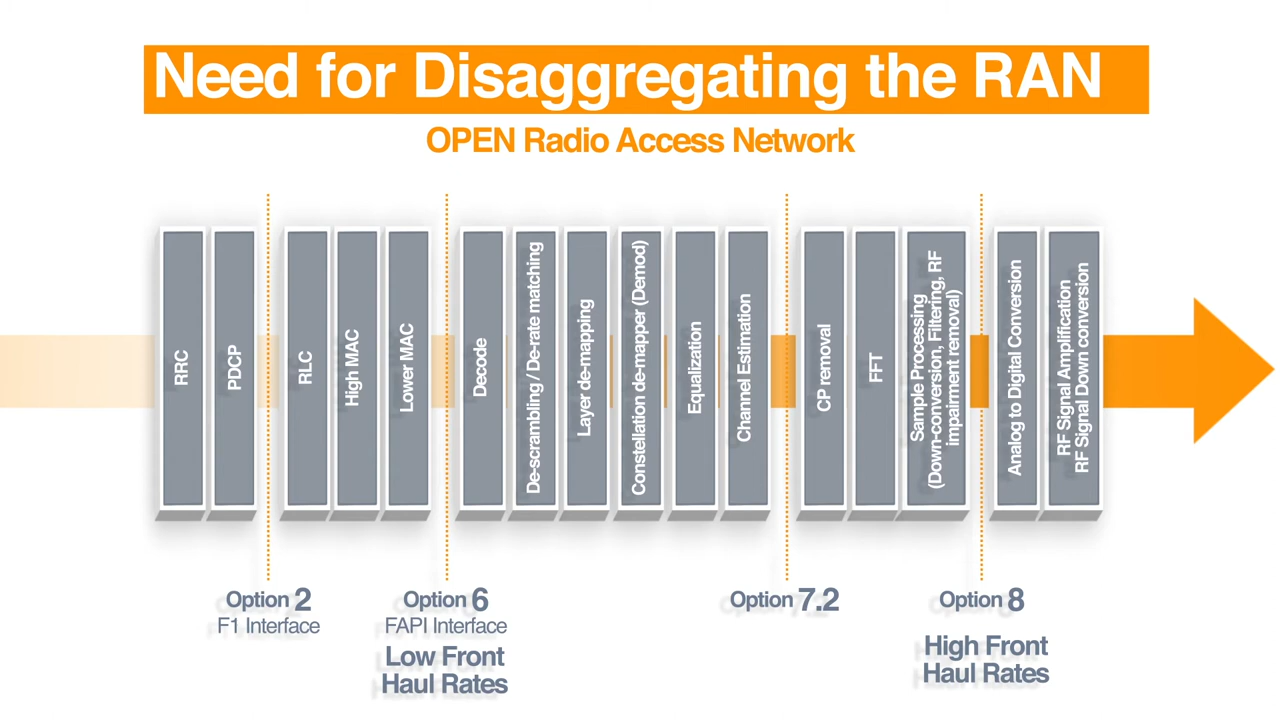 Need for Disaggregating the RAN
OPEN Radio Access Network
RRC
PDCP
RLC
High MAC
Lower MAC
Decode
De-scrambling / De-rate matching
Layer de-mapping
Constellation de-mapper (Demod)
Equalization
Channel Estimation
CP removal
FFT
Sample Processing
(Down-conversion, Filtering, RF
impairment removal)
Analog to Digital Conversion
RF Signal Amplification
RF Signal Down conversion
Option 2
F1 Interface
Option 6
FAPI Interface
Low Front
Haul Rates
Option 7.2
Option 8
High Front
Haul Rates